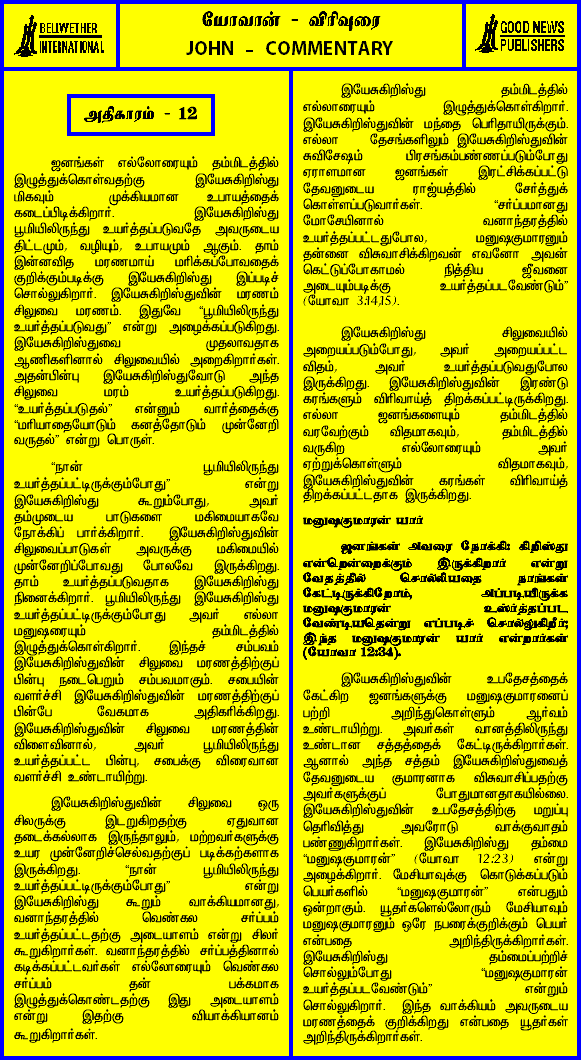 BELWETHER
INTERNATIONAL
யோவான் - விரிவுரை
JOHN - COMMENTARY
GOOD NEWS
PUBLISHERS
அதிகாரம் - 12
ஜனங்கள் எல்லோரையும் தம்மிடத்தில்
இழுத்துக்கொள்வதற்கு இயேசுகிறிஸ்து
மிகவும் முக்கியமான உபாயத்தைக்
கடைப்பிடிக்கிறார். இயேசுகிறிஸ்து
பூமியிலிருந்து உயர்த்தப்படுவதே அவருடைய
திட்டமும், வழியும், உபாயமும் ஆகும். தாம்
இன்னவித மரணமாய் மரிக்கப்போவதைக்
குறிக்கும்படிக்கு இயேசுகிறிஸ்து இப்படிச்
சொல்லுகிறார். இயேசுகிறிஸ்துவின் மரணம்
சிலுவை மரணம். இதுவே “பூமியிலிருந்து
உயர்த்தப்படுவது” என்று அழைக்கப்படுகிறது.
இயேசுகிறிஸ்துவை முதலாவதாக
ஆணிகளினால் சிலுவையில் அறைகிறார்கள்.
அதன்பின்பு இயேசுகிறிஸ்துவோடு அந்த
சிலுவை மரம் உயர்த்தப்படுகிறது.
“உயர்த்தப்படுதல்” என்னும் வார்த்தைக்கு
“மரியாதையோடும் கனத்தோடும் முன்னேறி
வருதல்” என்று பொருள்.
“நான் பூமியிலிருந்து
உயர்த்தப்பட்டிருக்கும்போது” என்று
இயேசுகிறிஸ்து கூறும்போது, அவர்
தம்முடைய பாடுகளை மகிமையாகவே
நோக்கிப் பார்க்கிறார். இயேசுகிறிஸ்துவின்
சிலுவைப்பாடுகள் அவருக்கு மகிமையில்
முன்னேறிப்போவது போலவே இருக்கிறது.
தாம் உயர்த்தப்படுவதாக இயேசுகிறிஸ்து
நினைக்கிறார். பூமியிலிருந்து இயேசுகிறிஸ்து
உயர்த்தப்பட்டிருக்கும்போது அவர் எல்லா
மனுஷரையும் தம்மிடத்தில்
இழுத்துக்கொள்கிறார். இந்தச் சம்பவம்
இயேசுகிறிஸ்துவின் சிலுவை மரணத்திற்குப்
பின்பு நடைபெறும் சம்பவமாகும். சபையின்
வளர்ச்சி இயேசுகிறிஸ்துவின் மரணத்திற்குப்
பின்பே வேகமாக அதிகரிக்கிறது.
இயேசுகிறிஸ்துவின் சிலுவை மரணத்தின்
விளைவினால், அவர் பூமியிலிருந்து
உயர்த்தப்பட்ட பின்பு, சபைக்கு விரைவான
வளர்ச்சி உண்டாயிற்று.
இயேசுகிறிஸ்துவின் சிலுவை ஒரு
சிலருக்கு இடறுகிறதற்கு ஏதுவான
தடைக்கல்லாக இருந்தாலும், மற்றவர்களுக்கு
உயர முன்னேறிச்செல்வதற்குப் படிக்கற்களாக
இருக்கிறது. “நான் பூமியிலிருந்து
உயர்த்தப்பட்டிருக்கும்போது” என்று
இயேசுகிறிஸ்து கூறும் வாக்கியமானது,
வனாந்தரத்தில் வெண்கல சர்ப்பம்
உயர்த்தப்பட்டதற்கு அடையாளம் என்று சிலர்
கூறுகிறார்கள். வனாந்தரத்தில் சர்ப்பத்தினால்
கடிக்கப்பட்டவர்கள் எல்லோரையும் வெண்கல
சர்ப்பம் தன் பக்கமாக
இழுத்துக்கொண்டதற்கு இது அடையாளம்
என்று இதற்கு வியாக்கியானம்
கூறுகிறார்கள்.
இயேசுகிறிஸ்து தம்மிடத்தில்
எல்லாரையும் இழுத்துக்கொள்கிறார்.
இயேசுகிறிஸ்துவின் மந்தை பெரிதாயிருக்கும்.
எல்லா தேசங்களிலும் இயேசுகிறிஸ்துவின்
சுவிசேஷம் பிரசங்கம்பண்ணப்படும்போது
ஏராளமான ஜனங்கள் இரட்சிக்கப்பட்டு
தேவனுடைய ராஜ்யத்தில் சேர்த்துக்
கொள்ளப்படுவார்கள். “சர்ப்பமானது
மோசேயினால் வனாந்தரத்தில்
உயர்த்தப்பட்டதுபோல, மனுஷகுமாரனும்
தன்னை விசுவாசிக்கிறவன் எவனோ அவன்
கெட்டுப்போகாமல் நித்திய ஜீவனை
அடையும்படிக்கு உயர்த்தப்படவேண்டும்”
(யோவா 3:14,15).
இயேசுகிறிஸ்து சிலுவையில்
அறையப்படும்போது, அவர் அறையப்பட்ட
விதம், அவர் உயர்த்தப்படுவதுபோல
இருக்கிறது. இயேசுகிறிஸ்துவின் இரண்டு
கரங்களும் விரிவாய்த் திறக்கப்பட்டிருக்கிறது.
எல்லா ஜனங்களையும் தம்மிடத்தில்
வரவேற்கும் விதமாகவும், தம்மிடத்தில்
வருகிற எல்லோரையும் அவர்
ஏற்றுக்கொள்ளும் விதமாகவும்,
இயேசுகிறிஸ்துவின் கரங்கள் விரிவாய்த்
திறக்கப்பட்டதாக இருக்கிறது.
மனுஷகுமாரன் யார்
ஜனங்கள் அவரை நோக்கி: கிறிஸ்து
என்றென்றைக்கும் இருக்கிறார் என்று
வேதத்தில் சொல்லியதை நாங்கள்
கேட்டிருக்கிறோம், அப்படியிருக்க
மனுஷகுமாரன் உயர்த்தப்பட
வேண்டியதென்று எப்படிச் சொல்லுகிறீர்;
இந்த மனுஷகுமாரன் யார் என்றார்கள்
(யோவா 12:34).
இயேசுகிறிஸ்துவின் உபதேசத்தைக்
கேட்கிற ஜனங்களுக்கு மனுஷகுமாரனைப்
பற்றி அறிந்துகொள்ளும் ஆர்வம்
உண்டாயிற்று. அவர்கள் வானத்திலிருந்து
உண்டான சத்தத்தைக் கேட்டிருக்கிறார்கள்.
ஆனால் அந்த சத்தம் இயேசுகிறிஸ்துவைத்
தேவனுடைய குமாரனாக விசுவாசிப்பதற்கு
அவர்களுக்குப் போதுமானதாகயில்லை.
இயேசுகிறிஸ்துவின் உபதேசத்திற்கு மறுப்பு
தெரிவித்து அவரோடு வாக்குவாதம்
பண்ணுகிறார்கள். இயேசுகிறிஸ்து தம்மை
“மனுஷகுமாரன்” (யோவா 12:23) என்று
அழைக்கிறார். மேசியாவுக்கு கொடுக்கப்படும்
பெயர்களில் “மனுஷகுமாரன்” என்பதும்
ஒன்றாகும். யூதர்களெல்லோரும் மேசியாவும்
மனுஷகுமாரனும் ஒரே நபரைக்குறிக்கும் பெயர்
என்பதை அறிந்திருக்கிறார்கள்.
இயேசுகிறிஸ்து தம்மைப்பற்றிச்
சொல்லும்போது “மனுஷகுமாரன்
உயர்த்தப்படவேண்டும்” என்றும்
சொல்லுகிறார். இந்த வாக்கியம் அவருடைய
மரணத்தைக் குறிக்கிறது என்பதை யூதர்கள்
அறிந்திருக்கிறார்கள்.